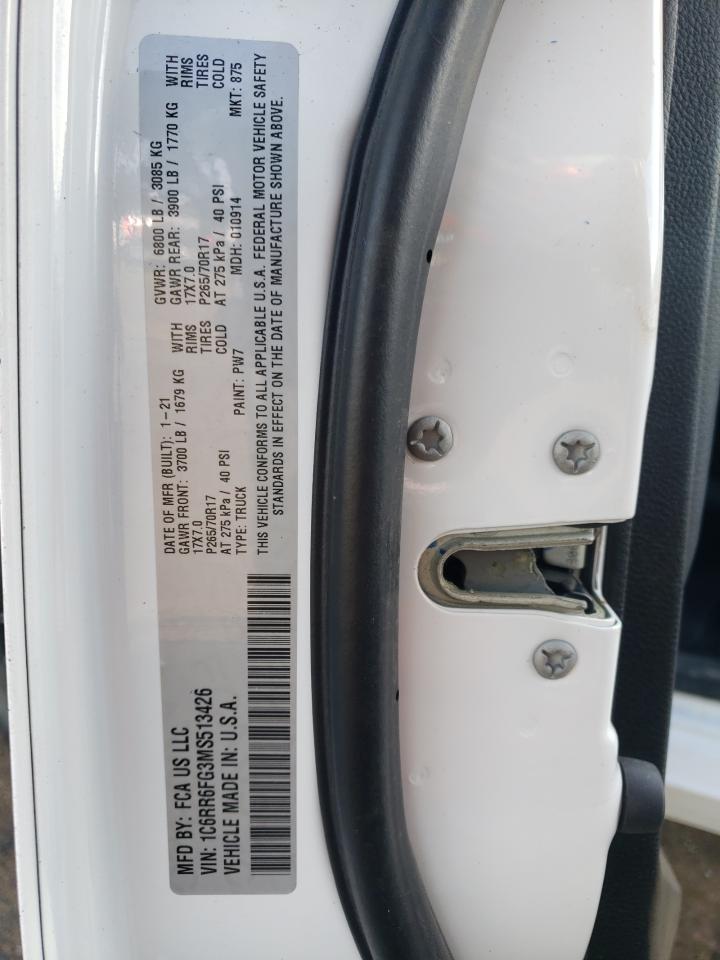 MFD BY: FCA US LLC
VIN: 1C6RR6FG3MS513426
VEHICLE MADE IN: U.S.A.
DATE OF MFR (BUILT): 1-21
GVWR: 6800 LB / 3085 KG
GAWR FRONT: 3700 LB / 1679 KG WITH
GAWR REAR: 3900 LB / 1770 KG WITH
17X7.0 RIMS
17X7.0 RIMS
P265/70R17 TIRES
P265/70R17 TIRES
AT 275 kPa / 40 PSI COLD
AT 275 kPa / 40 PSI COLD
TYPE: TRUCK PAINT: PW7 MDH: 010914 MKT: 875
THIS VEHICLE CONFORMS TO ALL APPLICABLE U.S.A. FEDERAL MOTOR VEHICLE SAFETY
STANDARDS IN EFFECT ON THE DATE OF MANUFACTURE SHOWN ABOVE.